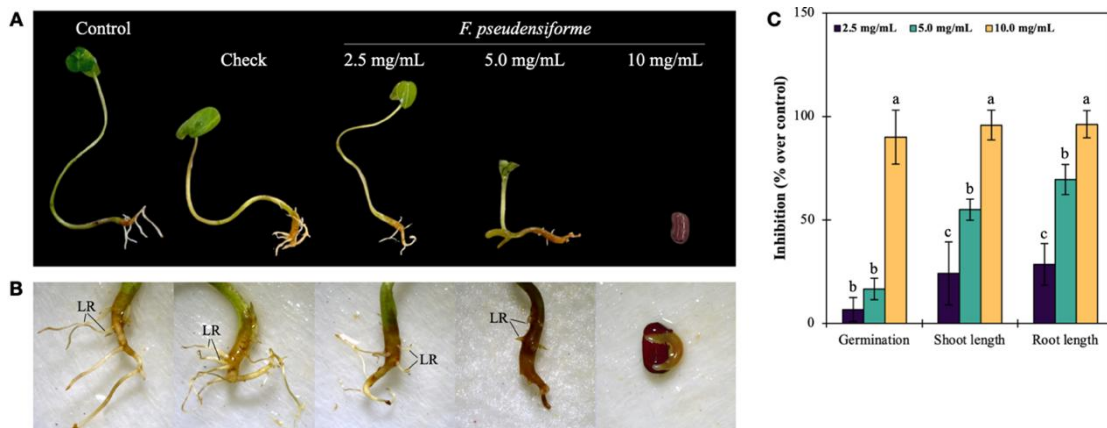 A
Control
Check
F. pseudensiforme
2.5 mg/mL
5.0 mg/mL
10 mg/mL
B
LR
LR
LR
LR
C
2.5 mg/mL
5.0 mg/mL
10.0 mg/mL
Inhibition (% over control)
150
100
50
0
b
b
a
c
b
a
c
b
a
Germination
Shoot length
Root length